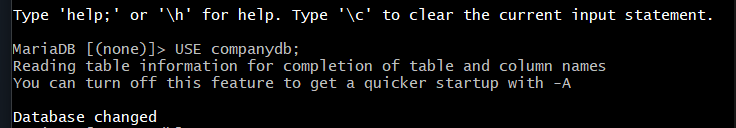 Type 'help;' or '\h' for help. Type '\c' to clear the current input statement.
MariaDB [(none)]> USE companydb;
Reading table information for completion of table and column names
You can turn off this feature to get a quicker startup with -A
Database changed